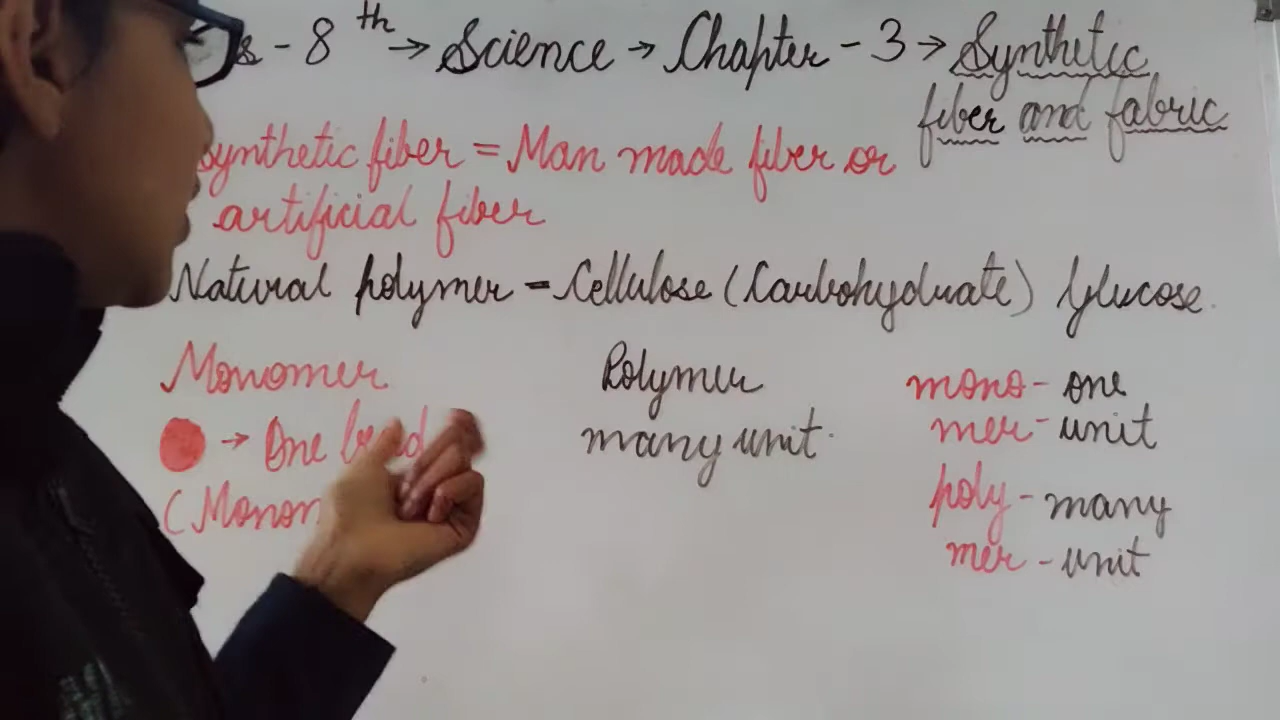 - 8th → Science → Chapter - 3 → Synthetic
fiber and fabric
synthetic fiber = Man made fiber or
artificial fiber
Natural polymer = Cellulose (Carbohydrate) Glucose.
Monomer
→ One
(Monom
Polymer
many unit.
mono - one
mer - unit
poly - many
mer - unit